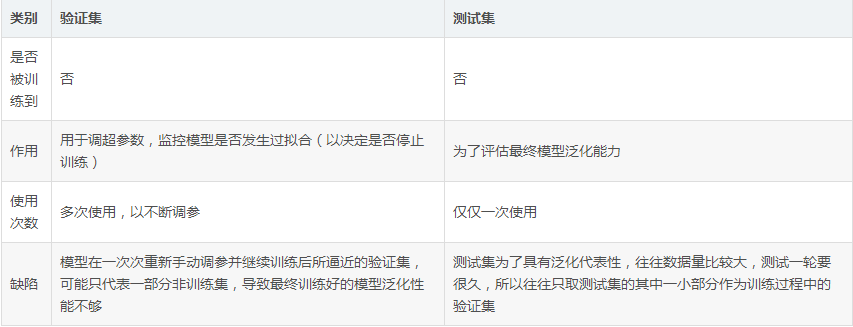 类别 验证集 测试集
是否
被训
练到
否 否
作用
用于调超参数，监控模型是否发生过拟合（以决定是否停止
训练）
为了评估最终模型泛化能力
使用
次数
多次使用，以不断调参 仅仅一次使用
缺陷
模型在一次次重新手动调参并继续训练后所逼近的验证集，
可能只代表一部分非训练集，导致最终训练好的模型泛化性
能不够
测试集为了具有泛化代表性，往往数据量比较大，测试一轮要
很久，所以往往只取测试集的其中一小部分作为训练过程中的
验证集